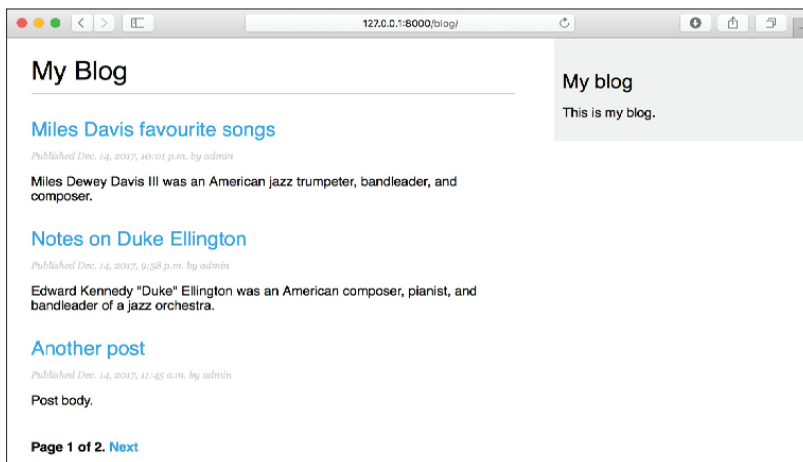 127.0.0.1:8000/blog/
My Blog
Miles Davis favourite songs
Published Dec. 14, 2017, 10:01 p.m. by admin
Miles Dewey Davis III was an American jazz trumpeter, bandleader, and
composer.
Notes on Duke Ellington
Published Dec. 14, 2017, 9:58 p.m. by admin
Edward Kennedy "Duke" Ellington was an American composer, pianist, and
bandleader of a jazz orchestra.
Another post
Published Dec. 14, 2017, 11:45 a.m. by admin
Post body.
Page 1 of 2. Next
My blog
This is my blog.